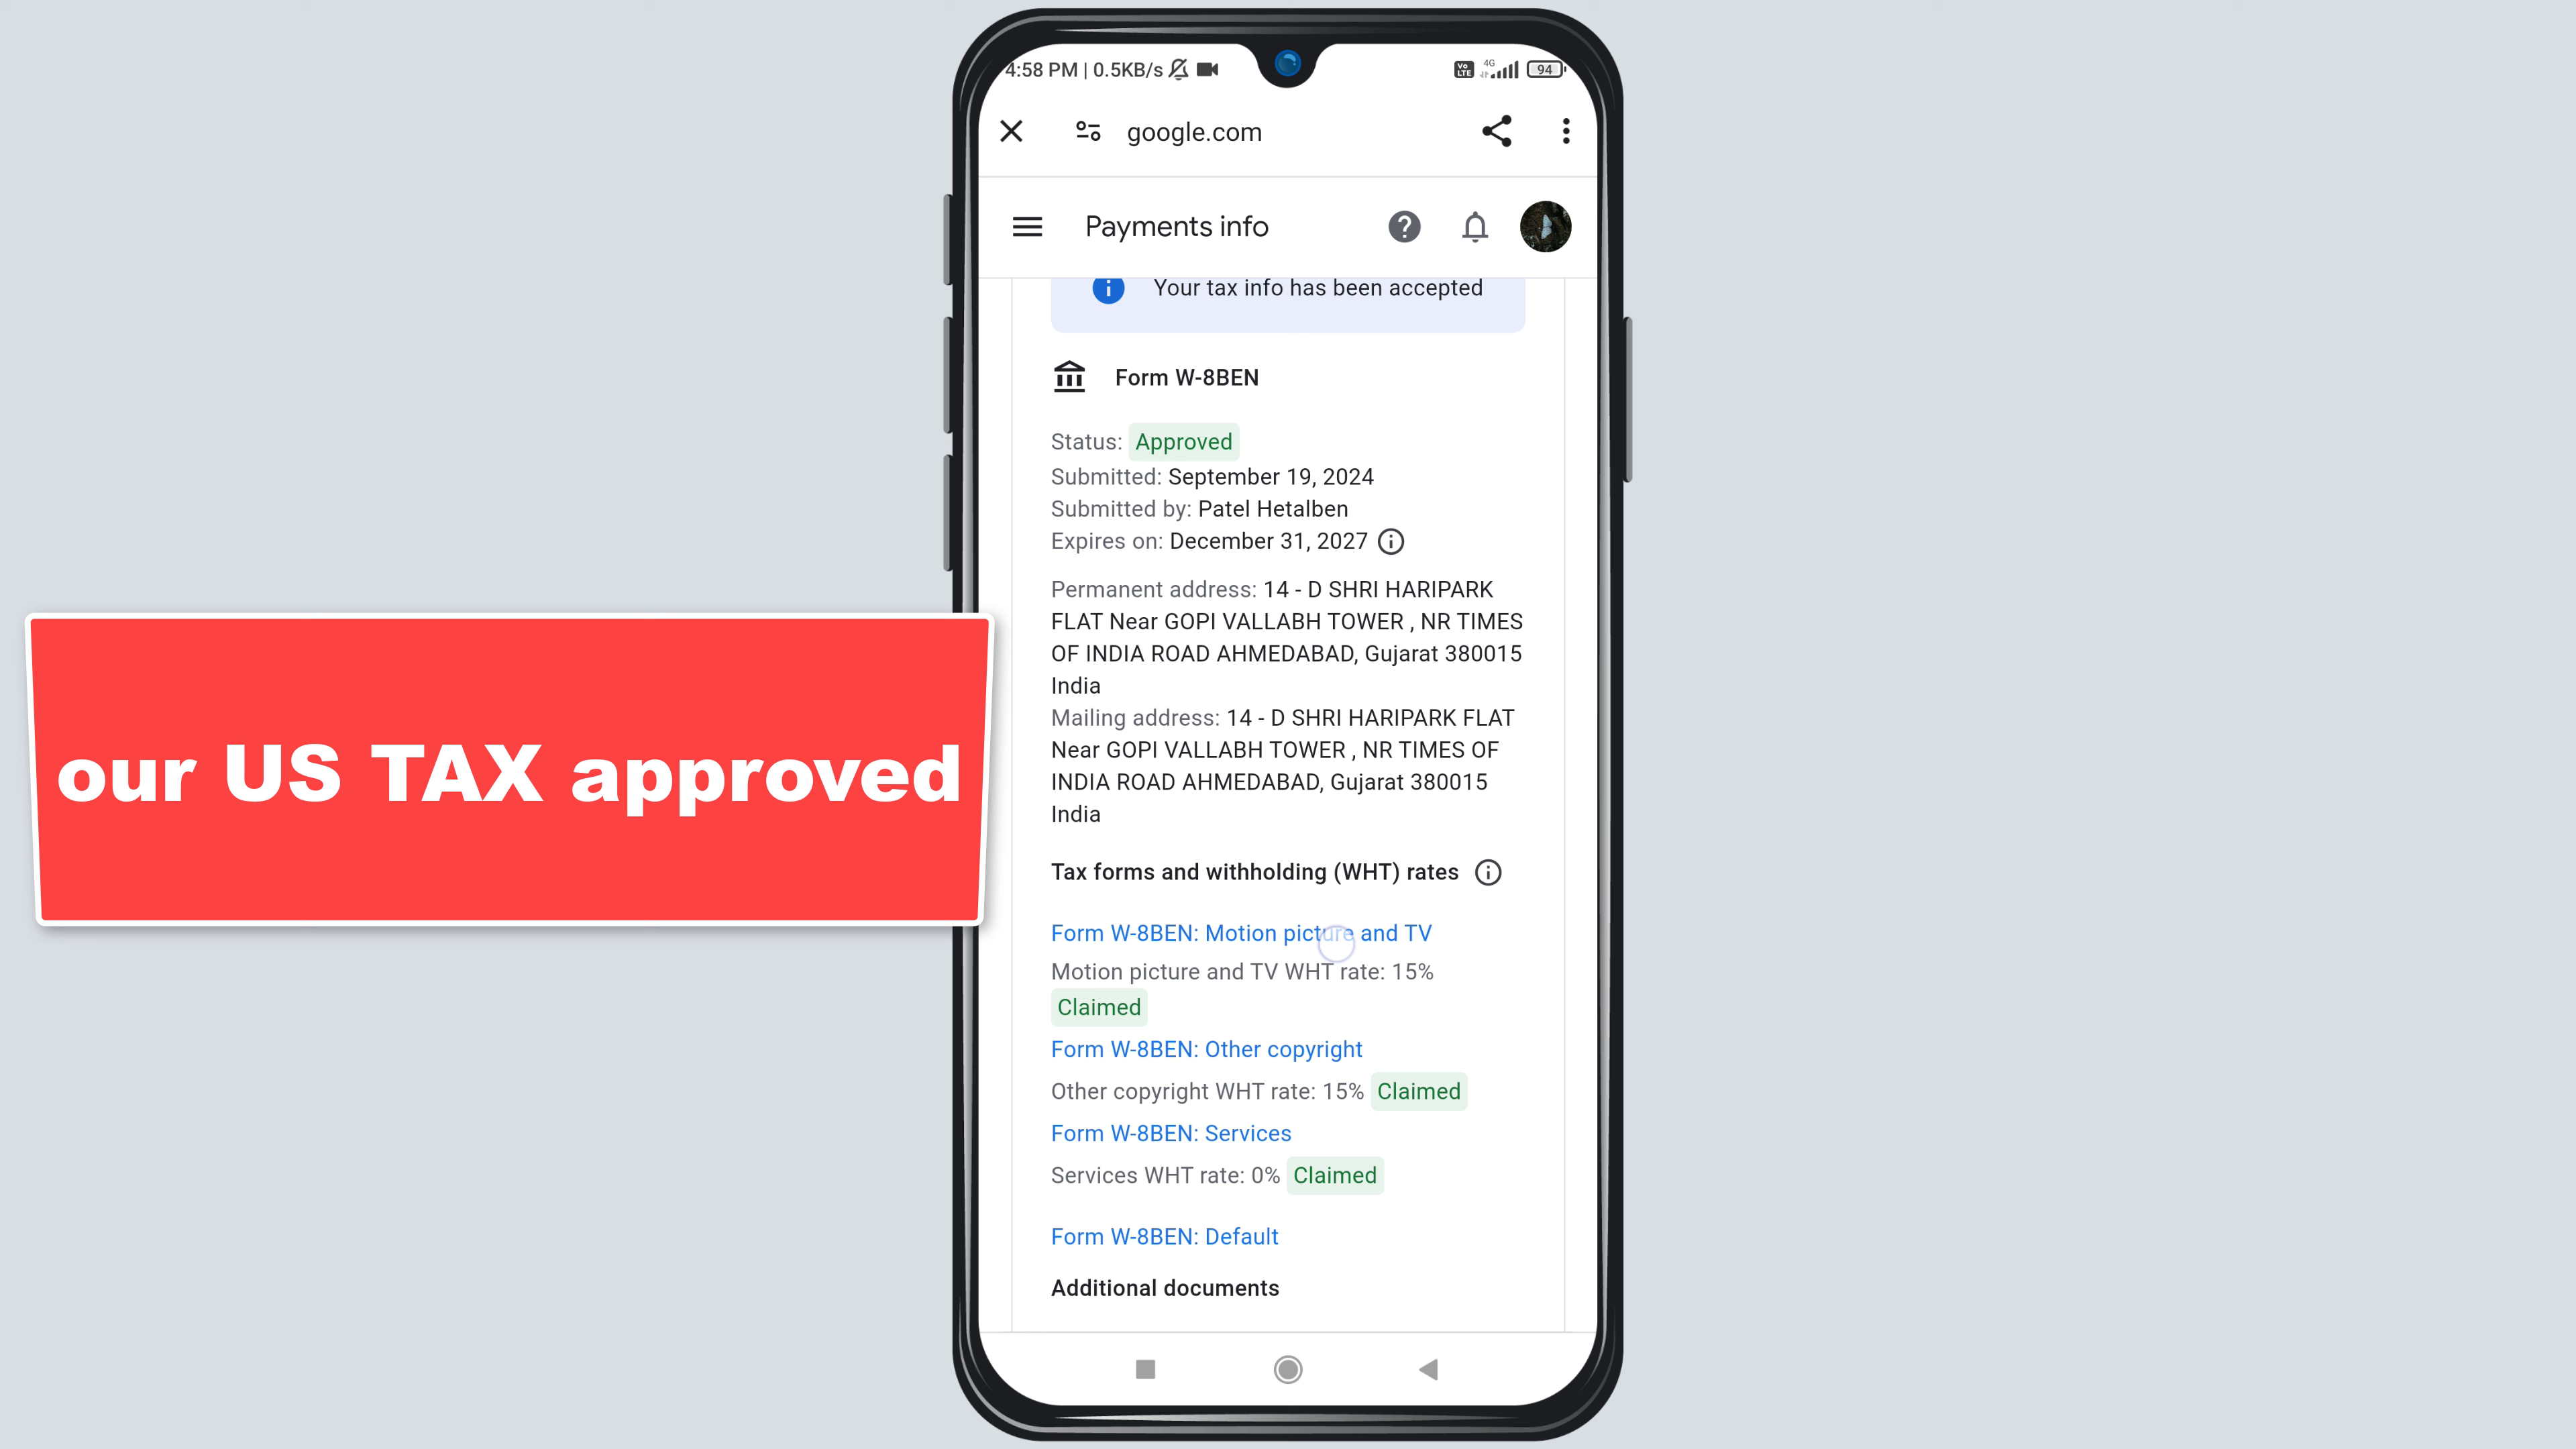 4:58 PM | 0.5KB/s
Vo LTE 4G 94
google.com
Payments info
Your tax info has been accepted
Form W-8BEN
Status: Approved
Submitted: September 19, 2024
Submitted by: Patel Hetalben
Expires on: December 31, 2027
Permanent address: 14 - D SHRI HARIPARK
FLAT Near GOPI VALLABH TOWER , NR TIMES
OF INDIA ROAD AHMEDABAD, Gujarat 380015
India
Mailing address: 14 - D SHRI HARIPARK FLAT
Near GOPI VALLABH TOWER , NR TIMES OF
INDIA ROAD AHMEDABAD, Gujarat 380015
India
Tax forms and withholding (WHT) rates
Form W-8BEN: Motion picture and TV
Motion picture and TV WHT rate: 15%
Claimed
Form W-8BEN: Other copyright
Other copyright WHT rate: 15% Claimed
Form W-8BEN: Services
Services WHT rate: 0% Claimed
Form W-8BEN: Default
Additional documents
our US TAX approved